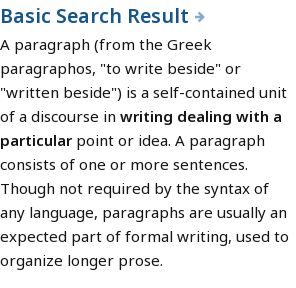 Basic Search Result
A paragraph (from the Greek
paragraphos, "to write beside" or
"written beside") is a self-contained unit
of a discourse in writing dealing with a
particular point or idea. A paragraph
consists of one or more sentences.
Though not required by the syntax of
any language, paragraphs are usually an
expected part of formal writing, used to
organize longer prose.